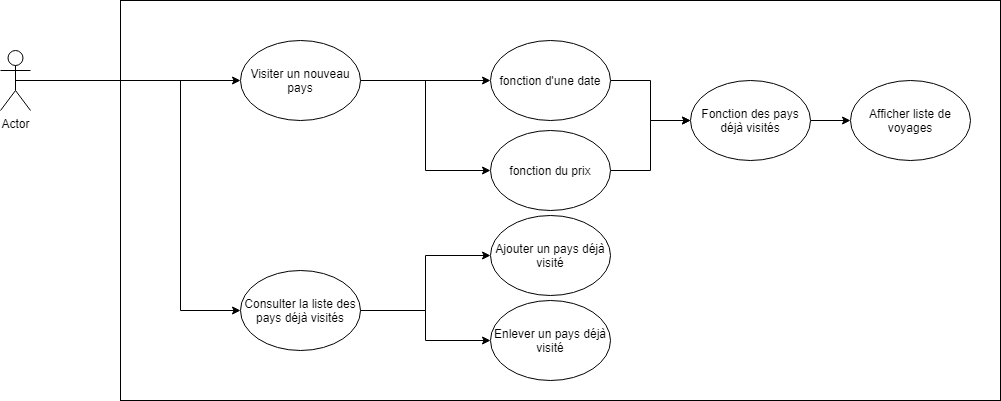 Actor
Visiter un nouveau
pays
fonction d'une date
fonction du prix
Fonction des pays
déjà visités
Afficher liste de
voyages
Consulter la liste des
pays déjà visités
Ajouter un pays déjà
visité
Enlever un pays déjà
visité